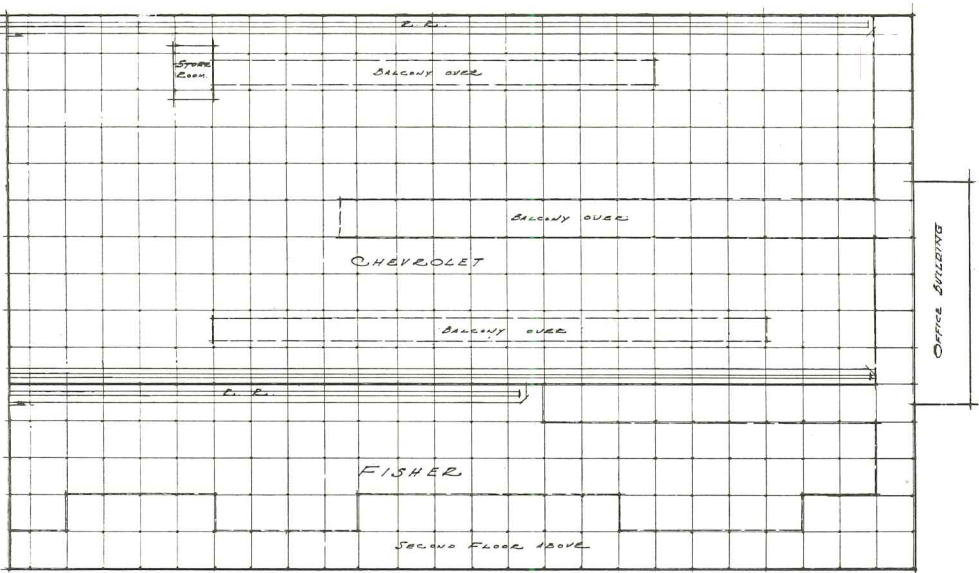 R. R.
STORE
ROOM.
BALCONY OVER
BALCONY OVER
CHEVROLET
OFFICE BUILDING
BALCONY OVER
R. R.
FISHER
SECOND FLOOR ABOVE